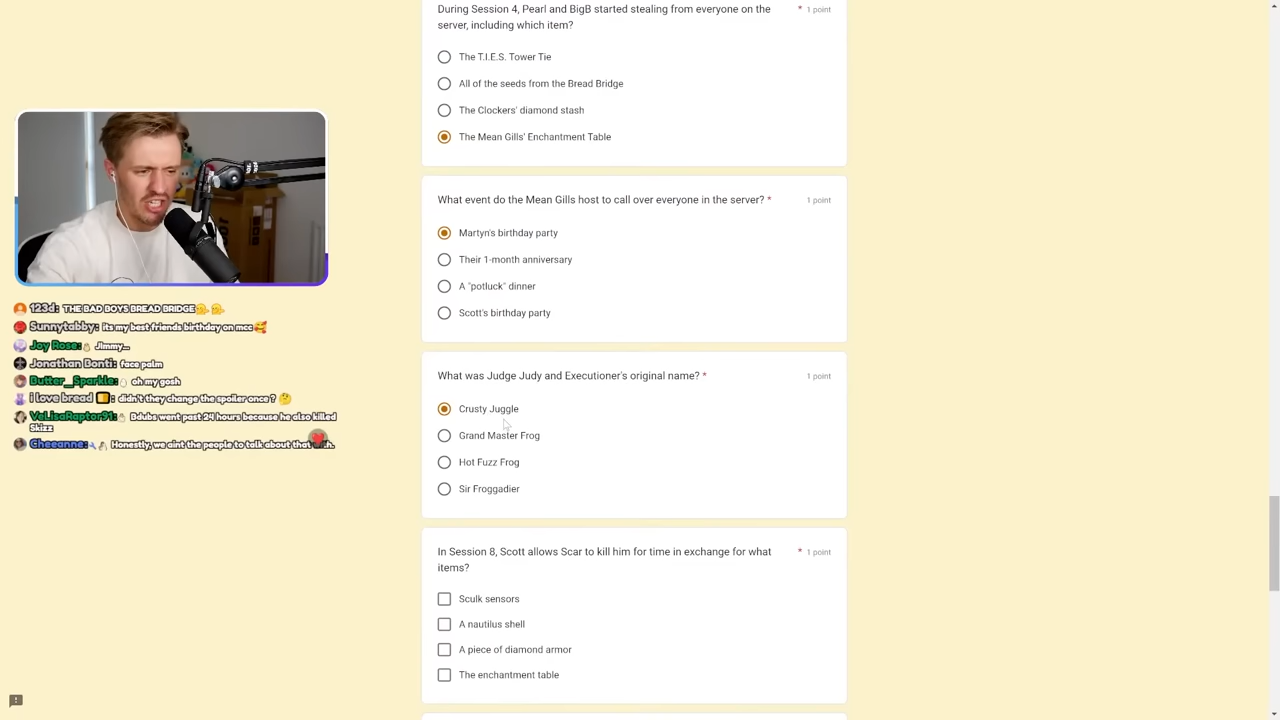 During Session 4, Pearl and BigB started stealing from everyone on the * 1 point
server, including which item?
The T.I.E.S. Tower Tie
All of the seeds from the Bread Bridge
The Clockers' diamond stash
The Mean Gills' Enchantment Table
What event do the Mean Gills host to call over everyone in the server? * 1 point
Martyn's birthday party
Their 1-month anniversary
A "potluck" dinner
Scott's birthday party
What was Judge Judy and Executioner's original name? * 1 point
Crusty Juggle
Grand Master Frog
Hot Fuzz Frog
Sir Froggadier
In Session 8, Scott allows Scar to kill him for time in exchange for what * 1 point
items?
Sculk sensors
A nautilus shell
A piece of diamond armor
The enchantment table
123d: THE BAD BOYS BREAD BRIDGE
Sunnytabby: its my best friends birthday on mcc
Joy Rose: Jimmy...
Jonathan Bonti: face palm
Butter_Sparkle: oh my gosh
i love bread: didn't they change the spoiler once ?
VeLisaRaptor91: Bdubs went past 24 hours because he also killed
Skizz
Cheeanne: Honestly, we aint the people to talk about that